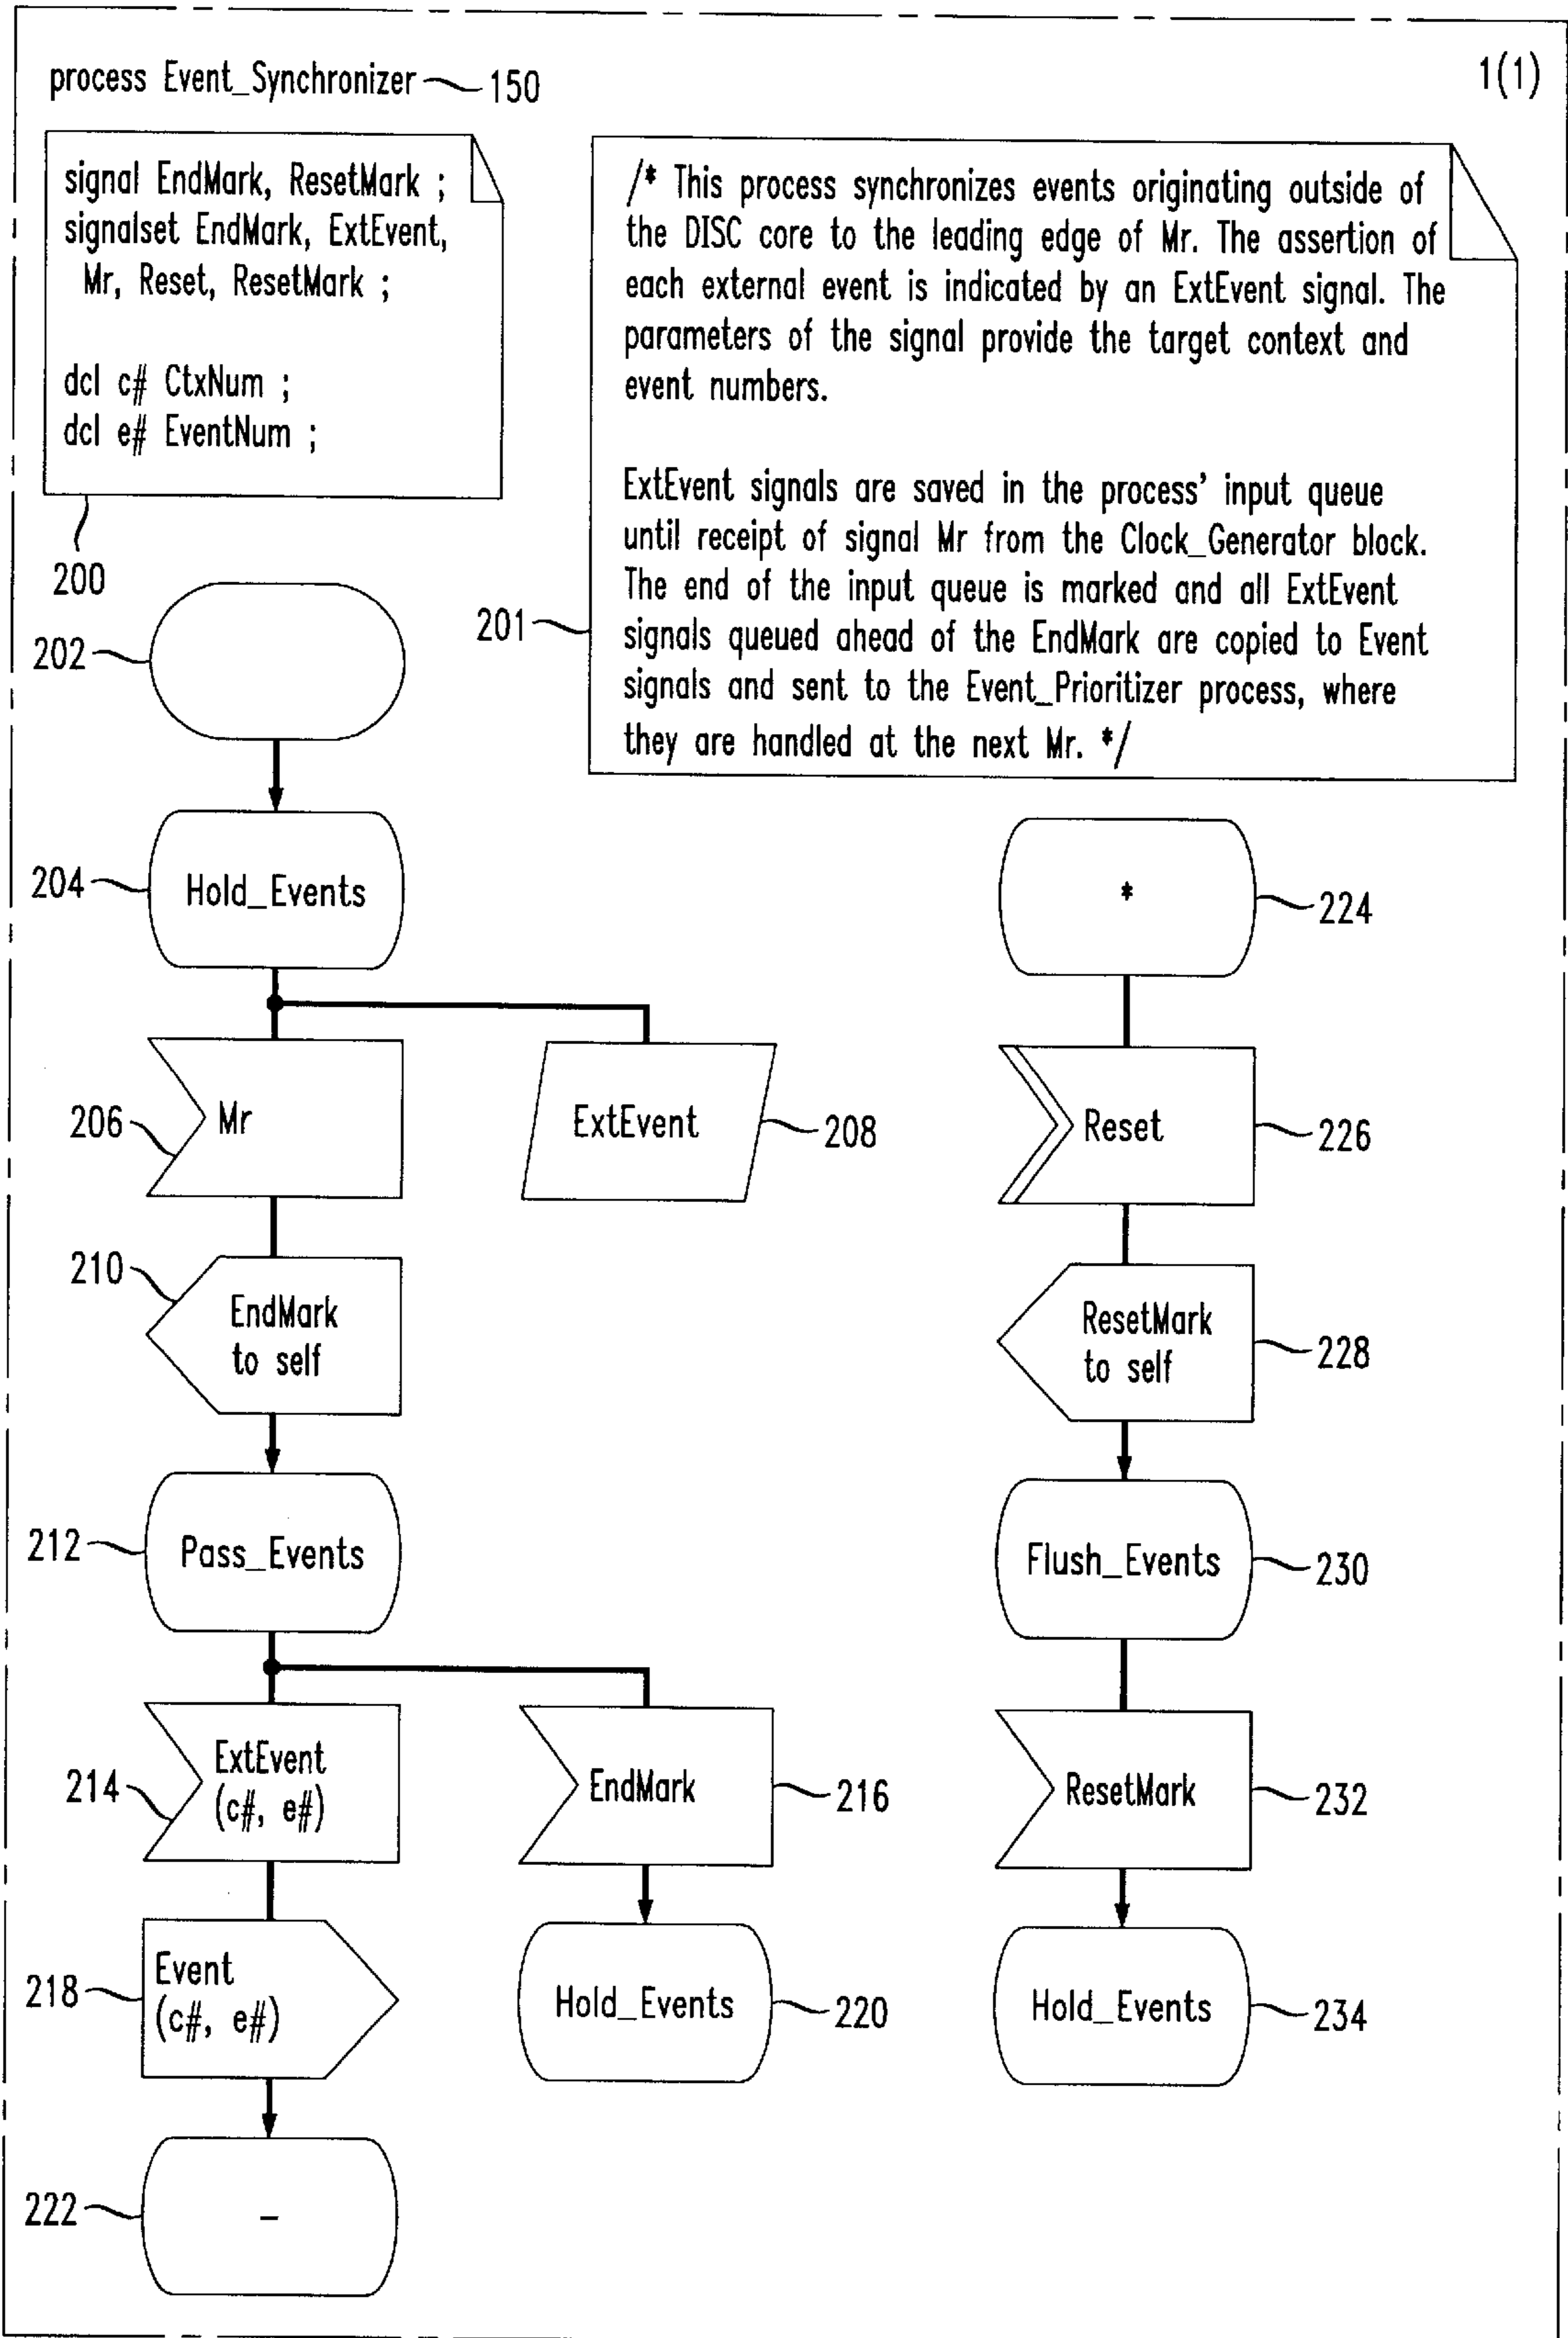 process Event_Synchronizer 150
1(1)
signal EndMark, ResetMark ;
signalset EndMark, ExtEvent,
Mr, Reset, ResetMark ;
dcl c# CtxNum ;
dcl e# EventNum ;
200
/* This process synchronizes events originating outside of
the DISC core to the leading edge of Mr. The assertion of
each external event is indicated by an ExtEvent signal. The
parameters of the signal provide the target context and
event numbers.
ExtEvent signals are saved in the process' input queue
until receipt of signal Mr from the Clock_Generator block.
The end of the input queue is marked and all ExtEvent
signals queued ahead of the EndMark are copied to Event
signals and sent to the Event_Prioritizer process, where
they are handled at the next Mr. */
201
202
204
Hold_Events
206
Mr
ExtEvent
208
210
EndMark
to self
212
Pass_Events
214
ExtEvent
(c#, e#)
EndMark
216
218
Event
(c#, e#)
Hold_Events
220
222
–
*
224
Reset
226
ResetMark
to self
228
Flush_Events
230
ResetMark
232
Hold_Events
234